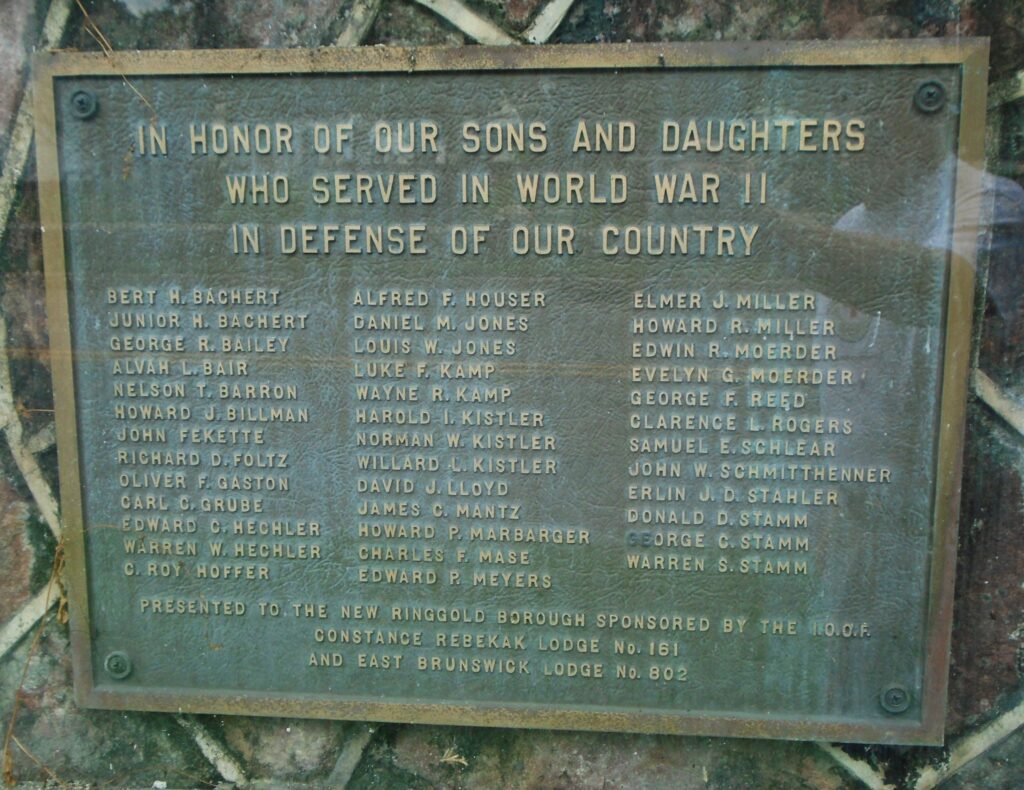 IN HONOR OF OUR SONS AND DAUGHTERS
WHO SERVED IN WORLD WAR II
IN DEFENSE OF OUR COUNTRY
BERT H. BACHERT
JUNIOR H. BACHERT
GEORGE R. BAILEY
ALVAH L. BAIR
NELSON T. BARRON
HOWARD J. BILLMAN
JOHN FEKETTE
RICHARD D. FOLTZ
OLIVER F. GASTON
CARL C. GRUBE
EDWARD C. HECHLER
WARREN W. HECHLER
C. ROY HOFFER
ALFRED F. HOUSER
DANIEL M. JONES
LOUIS W. JONES
LUKE F. KAMP
WAYNE R. KAMP
HAROLD I. KISTLER
NORMAN W. KISTLER
WILLARD L. KISTLER
DAVID J. LLOYD
JAMES C. MANTZ
HOWARD P. MARBARGER
CHARLES F. MASE
EDWARD P. MEYERS
ELMER J. MILLER
HOWARD R. MILLER
EDWIN R. MOERDER
EVELYN G. MOERDER
GEORGE F. REED
CLARENCE L. ROGERS
SAMUEL E. SCHLEAR
JOHN W. SCHMITTHENNER
ERLIN J. D. STAHLER
DONALD D. STAMM
GEORGE C. STAMM
WARREN S. STAMM
PRESENTED TO THE NEW RINGGOLD BOROUGH SPONSORED BY THE I.O.O.F.
CONSTANCE REBEKAK LODGE No. 161
AND EAST BRUNSWICK LODGE No. 802